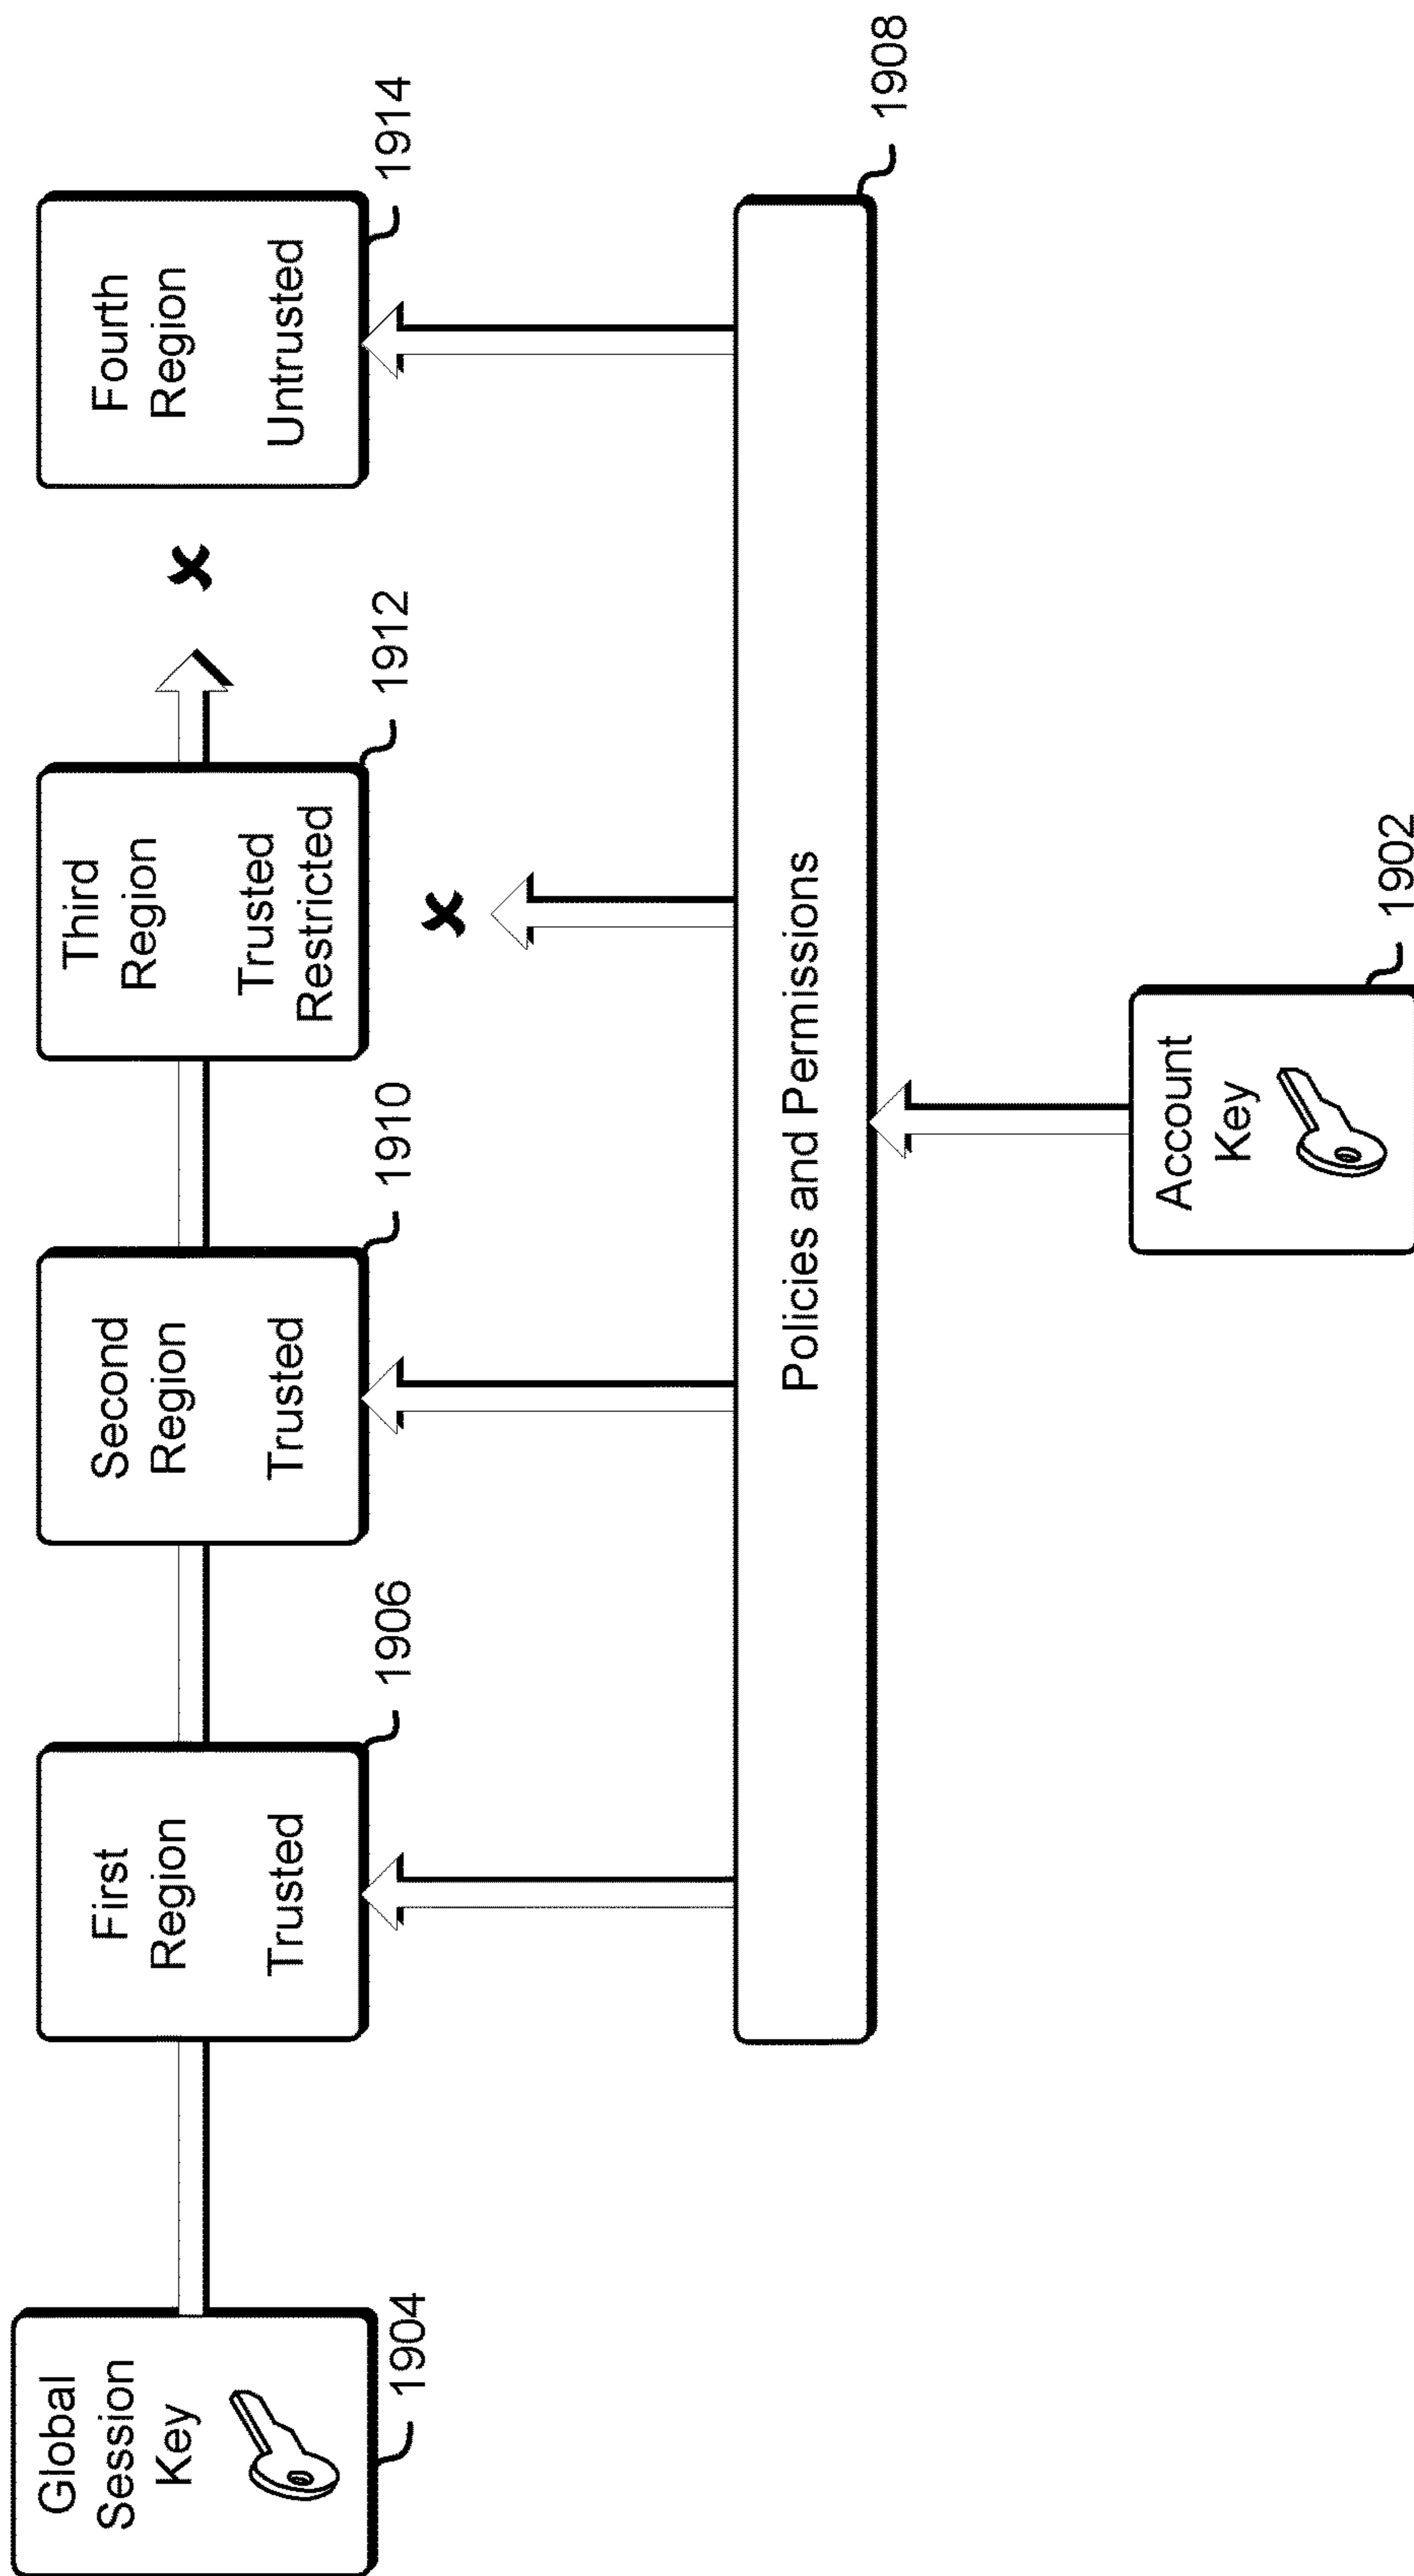 Global
Session
Key
1904
First
Region
Trusted
1906
Second
Region
Trusted
1910
Third
Region
Trusted
Restricted
1912
Fourth
Region
Untrusted
1914
Policies and Permissions
1908
Account
Key
1902